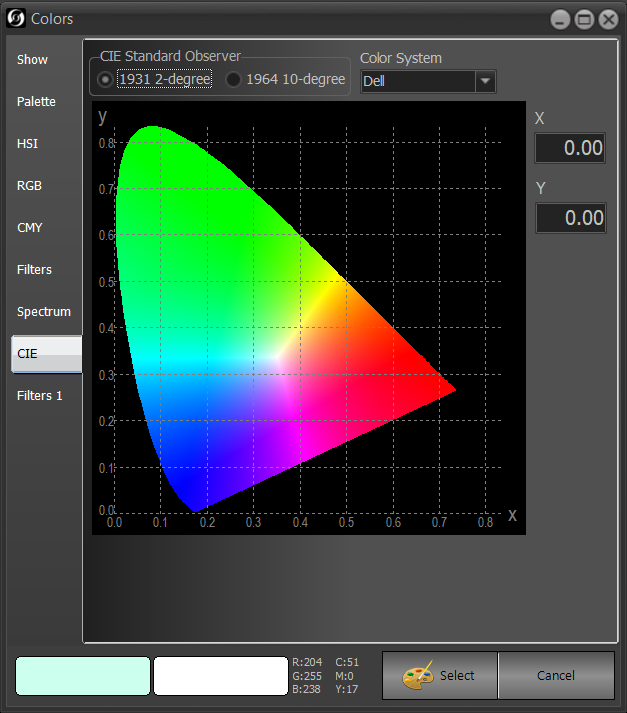 Colors
Show
Palette
HSI
RGB
CMY
Filters
Spectrum
CIE
Filters 1
CIE Standard Observer
1931 2-degree
1964 10-degree
Color System
Dell
y
0.8
0.7
0.6
0.5
0.4
0.3
0.2
0.1
0.0
0.0 0.1 0.2 0.3 0.4 0.5 0.6 0.7 0.8
x
X
0.00
Y
0.00
R:204 C:51
G:255 M:0
B:238 Y:17
Select
Cancel